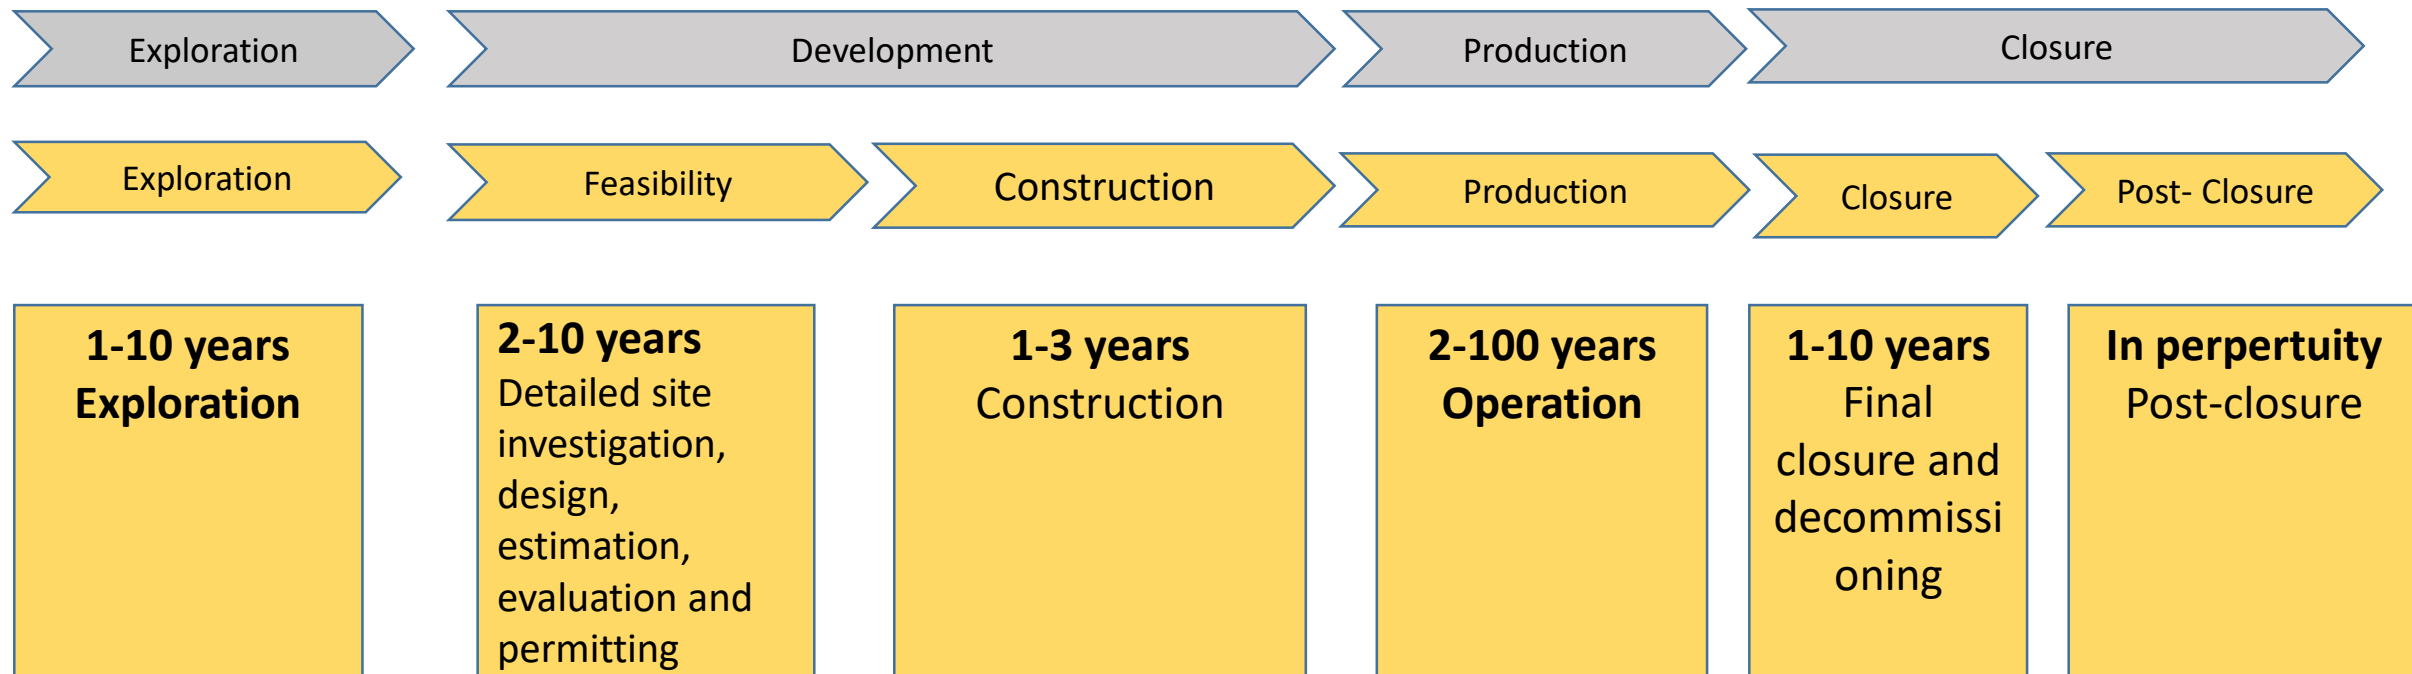 Exploration
Development
Production
Closure
Exploration
Feasibility
Construction
Production
Closure
Post- Closure
1-10 years
Exploration
2-10 years
Detailed site
investigation,
design,
estimation,
evaluation and
permitting
1-3 years
Construction
2-100 years
Operation
1-10 years
Final
closure and
decommissi
oning
In perpertuity
Post-closure